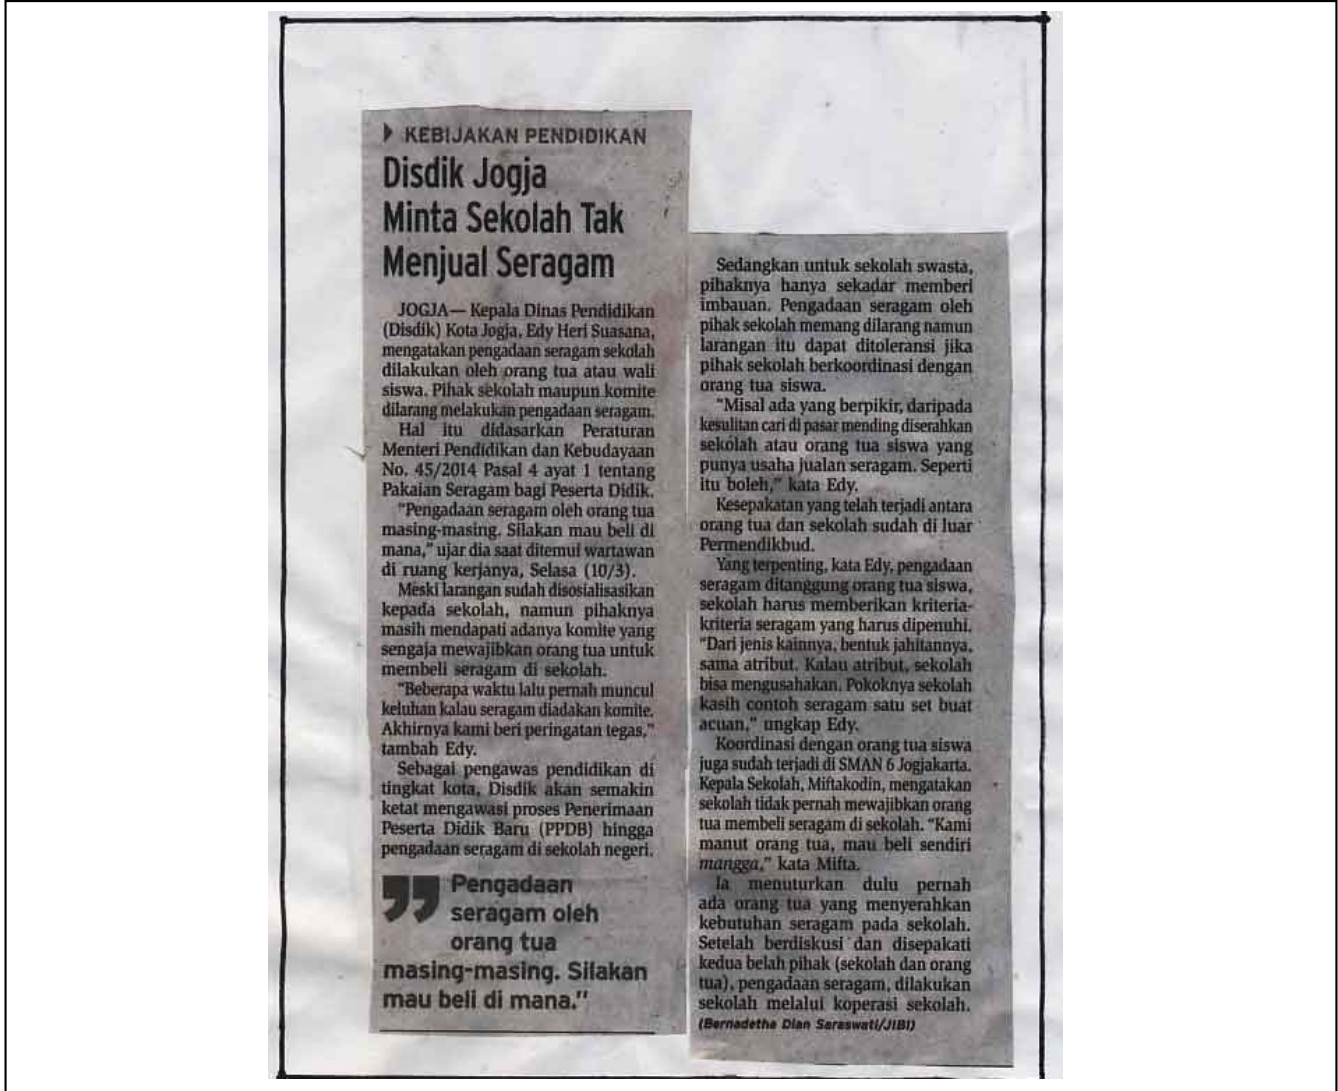 KEBIJAKAN PENDIDIKAN
Disdik Jogja
Minta Sekolah Tak
Menjual Seragam
JOGJA— Kepala Dinas Pendidikan
(Disdik) Kota Jogja, Edy Heri Suasana,
mengatakan pengadaan seragam sekolah
dilakukan oleh orang tua atau wali
siswa. Pihak sekolah maupun komite
dilarang melakukan pengadaan seragam.
Hal itu didasarkan Peraturan
Menteri Pendidikan dan Kebudayaan
No. 45/2014 Pasal 4 ayat 1 tentang
Pakaian Seragam bagi Peserta Didik.
“Pengadaan seragam oleh orang tua
masing-masing. Silakan mau beli di
mana,” ujar dia saat ditemui wartawan
di ruang kerjanya, Selasa (10/3).
Meski larangan sudah disosialisasikan
kepada sekolah, namun pihaknya
masih mendapati adanya komite yang
sengaja mewajibkan orang tua untuk
membeli seragam di sekolah.
“Beberapa waktu lalu pernah muncul
keluhan kalau seragam diadakan komite.
Akhirnya kami beri peringatan tegas,”
tambah Edy.
Sebagai pengawas pendidikan di
tingkat kota, Disdik akan semakin
ketat mengawasi proses Penerimaan
Peserta Didik Baru (PPDB) hingga
pengadaan seragam di sekolah negeri.
” Pengadaan
seragam oleh
orang tua
masing-masing. Silakan
mau beli di mana.”
Sedangkan untuk sekolah swasta,
pihaknya hanya sekadar memberi
imbauan. Pengadaan seragam oleh
pihak sekolah memang dilarang namun
larangan itu dapat ditoleransi jika
pihak sekolah berkoordinasi dengan
orang tua siswa.
“Misal ada yang berpikir, daripada
kesulitan cari di pasar mending diserahkan
sekolah atau orang tua siswa yang
punya usaha jualan seragam. Seperti
itu boleh,” kata Edy.
Kesepakatan yang telah terjadi antara
orang tua dan sekolah sudah di luar
Permendikbud.
Yang terpenting, kata Edy, pengadaan
seragam ditanggung orang tua siswa,
sekolah harus memberikan kriteria-
kriteria seragam yang harus dipenuhi.
“Dari jenis kainnya, bentuk jahitannya,
sama atribut. Kalau atribut, sekolah
bisa mengusahakan. Pokoknya sekolah
kasih contoh seragam satu set buat
acuan,” ungkap Edy.
Koordinasi dengan orang tua siswa
juga sudah terjadi di SMAN 6 Jogjakarta.
Kepala Sekolah, Miftakodin, mengatakan
sekolah tidak pernah mewajibkan orang
tua membeli seragam di sekolah. “Kami
manut orang tua, mau beli sendiri
mangga,” kata Mifta.
Ia menuturkan dulu pernah
ada orang tua yang menyerahkan
kebutuhan seragam pada sekolah.
Setelah berdiskusi dan disepakati
kedua belah pihak (sekolah dan orang
tua), pengadaan seragam, dilakukan
sekolah melalui koperasi sekolah.
(Bernadetha Dian Saraswati/JIBI)